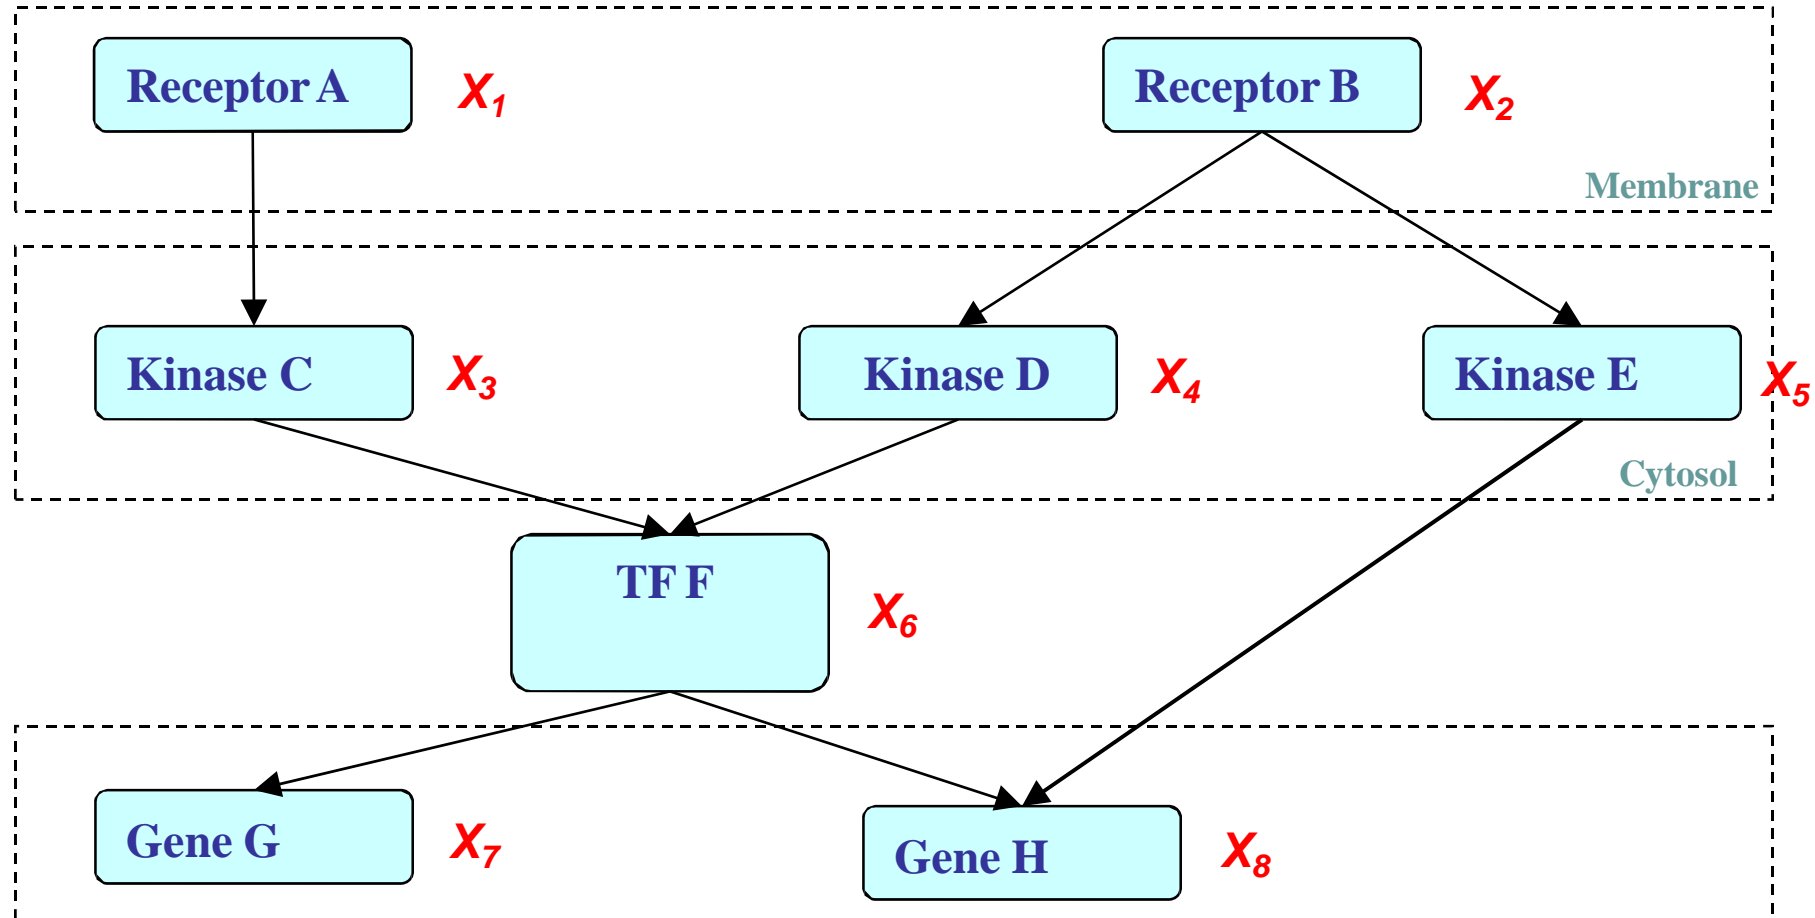 Receptor A
X1
Receptor B
X2
Membrane
Kinase C
X3
Kinase D
X4
Kinase E
X5
Cytosol
TF F
X6
Gene G
X7
Gene H
X8